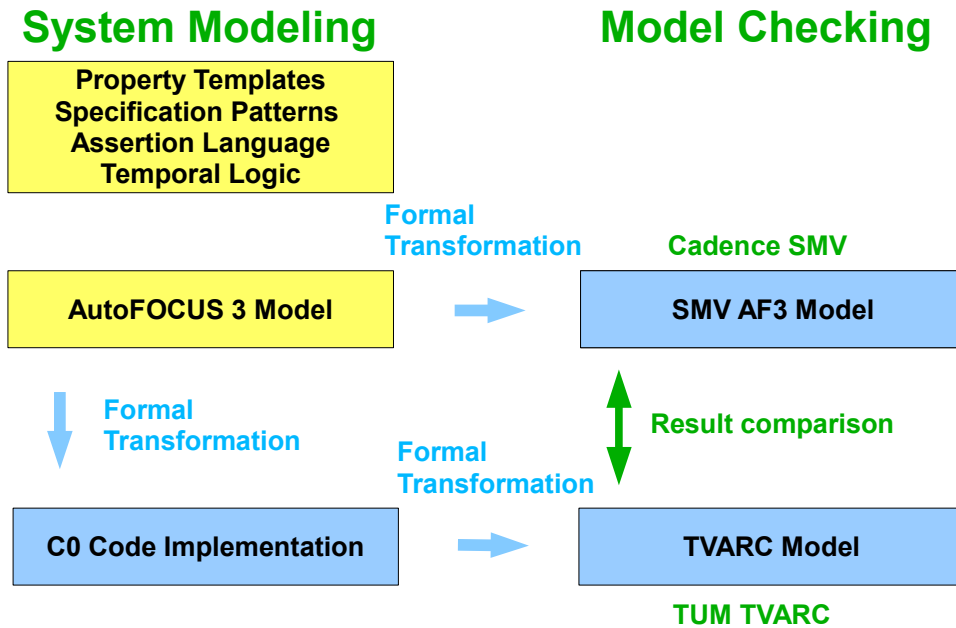 System Modeling
Model Checking
Property Templates
Specification Patterns
Assertion Language
Temporal Logic
Formal
Transformation
Cadence SMV
AutoFOCUS 3 Model
SMV AF3 Model
Formal
Transformation
Result comparison
Formal
Transformation
C0 Code Implementation
TVARC Model
TUM TVARC